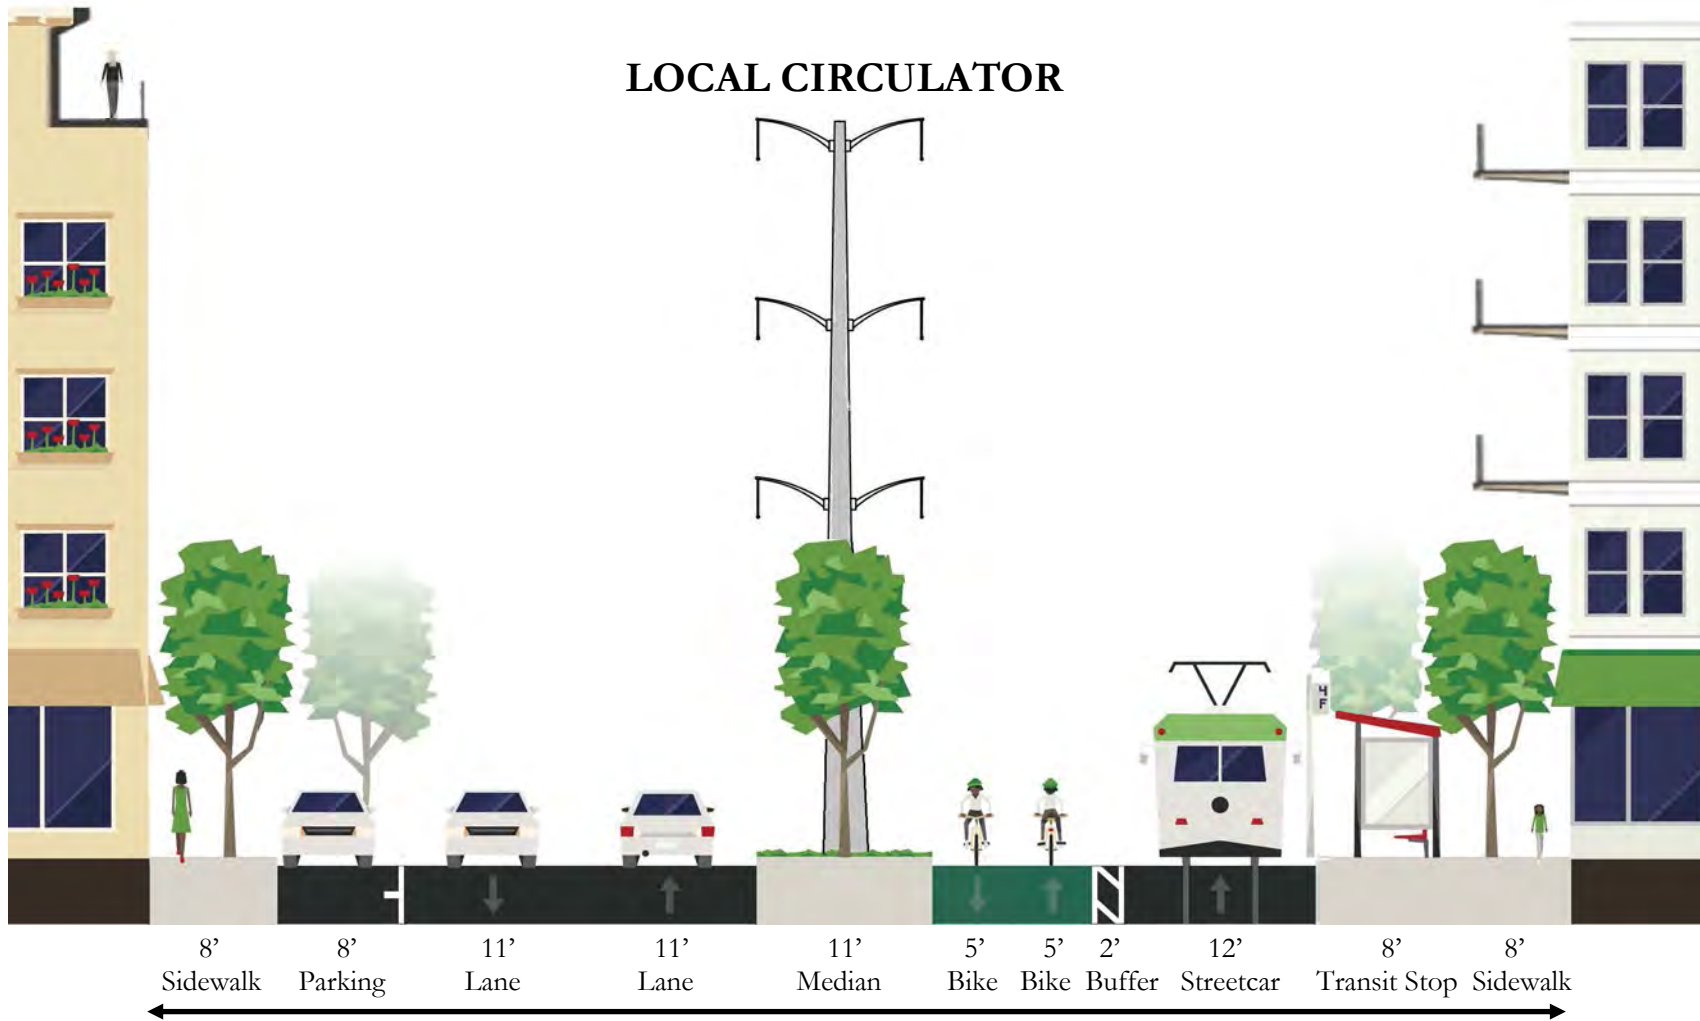 LOCAL CIRCULATOR
4
F
8’ 8’ 11’ 11’ 11’ 5’ 5’ 2’ 12’ 8’ 8’
Sidewalk Parking Lane Lane Median Bike Bike Buffer Streetcar Transit Stop Sidewalk